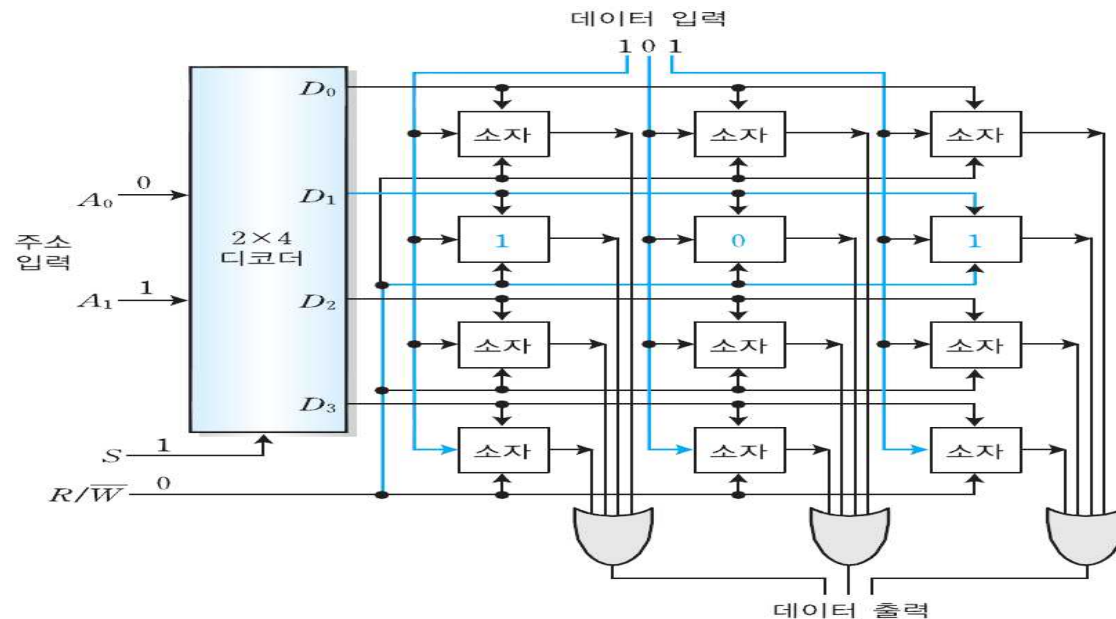 데이터 입력
1 0 1
D₀
소자 소자 소자
A₀ 0
D₁
주소
입력
2×4
디코더
1 0 1
A₁ 1
D₂
소자 소자 소자
D₃
소자 소자 소자
S 1
R/W̅ 0
데이터 출력